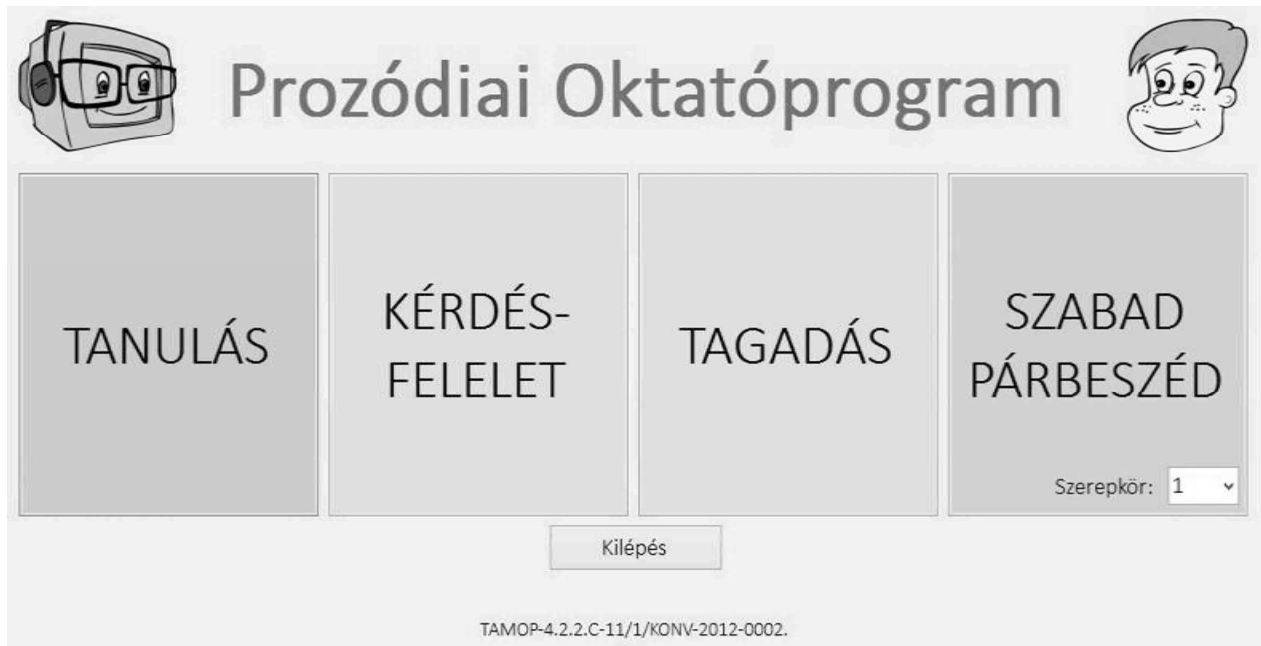 Prozódiai Oktatóprogram
TANULÁS
KÉRDÉS-
FELELET
TAGADÁS
SZABAD
PÁRBESZÉD
Szerepkör: 1
Kilépés
TAMOP-4.2.2.C-11/1/KONV-2012-0002.